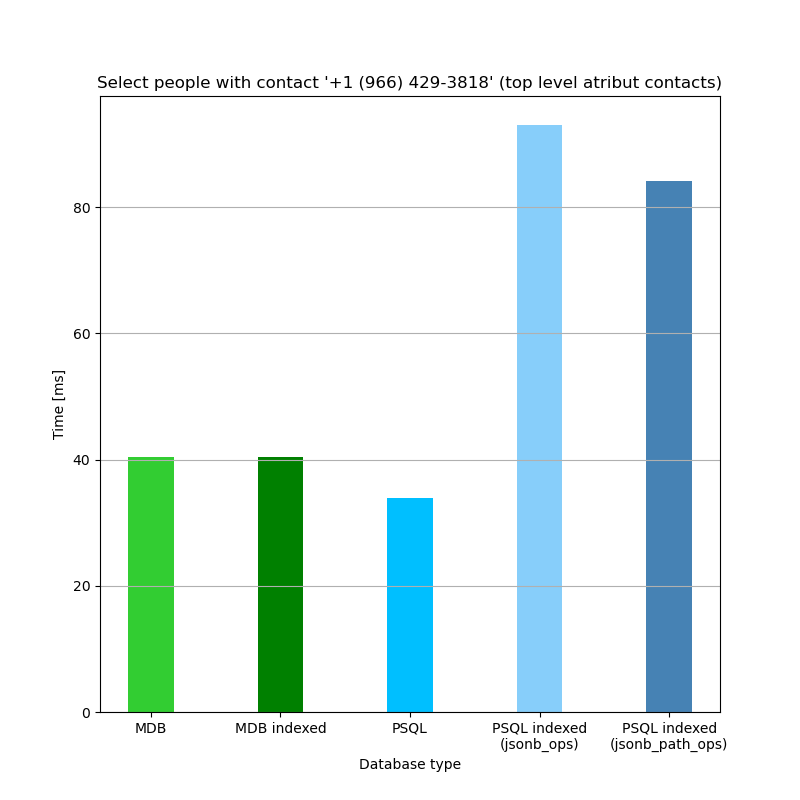 Select people with contact '+1 (966) 429-3818' (top level atribut contacts)
80
60
40
20
0
Time [ms]
MDB
MDB indexed
PSQL
PSQL indexed
(jsonb_ops)
PSQL indexed
(jsonb_path_ops)
Database type